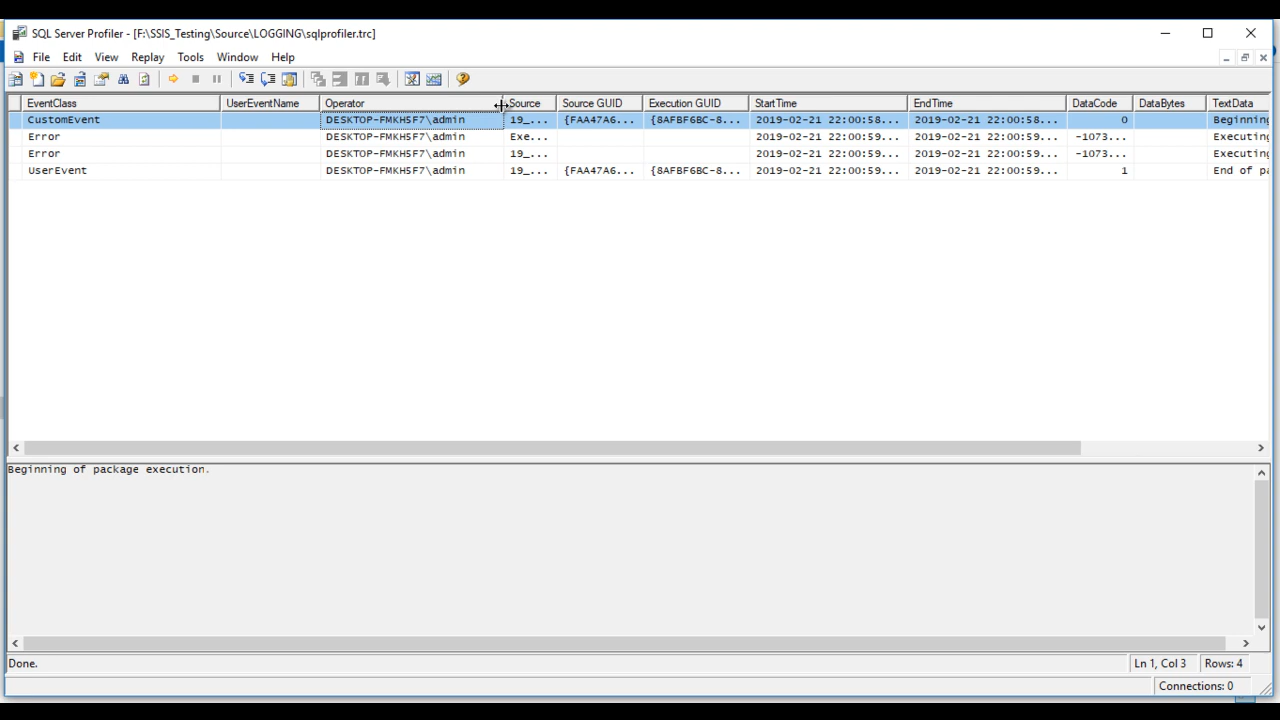 SQL Server Profiler - [F:\SSIS_Testing\Source\LOGGING\sqlprofiler.trc]
File Edit View Replay Tools Window Help
EventClass UserEventName Operator Source Source GUID Execution GUID StartTime EndTime DataCode DataBytes TextData
CustomEvent DESKTOP-FMKH5F7\admin 19_... {FAA47A6... {8AFBF6BC-8... 2019-02-21 22:00:58... 2019-02-21 22:00:58... 0 Beginning
Error DESKTOP-FMKH5F7\admin Exe... 2019-02-21 22:00:59... 2019-02-21 22:00:59... -1073... Executing
Error DESKTOP-FMKH5F7\admin 19_... 2019-02-21 22:00:59... 2019-02-21 22:00:59... -1073... Executing
UserEvent DESKTOP-FMKH5F7\admin 19_... {FAA47A6... {8AFBF6BC-8... 2019-02-21 22:00:59... 2019-02-21 22:00:59... 1 End of pa
Beginning of package execution.
Done. Ln 1, Col 3 Rows: 4
Connections: 0